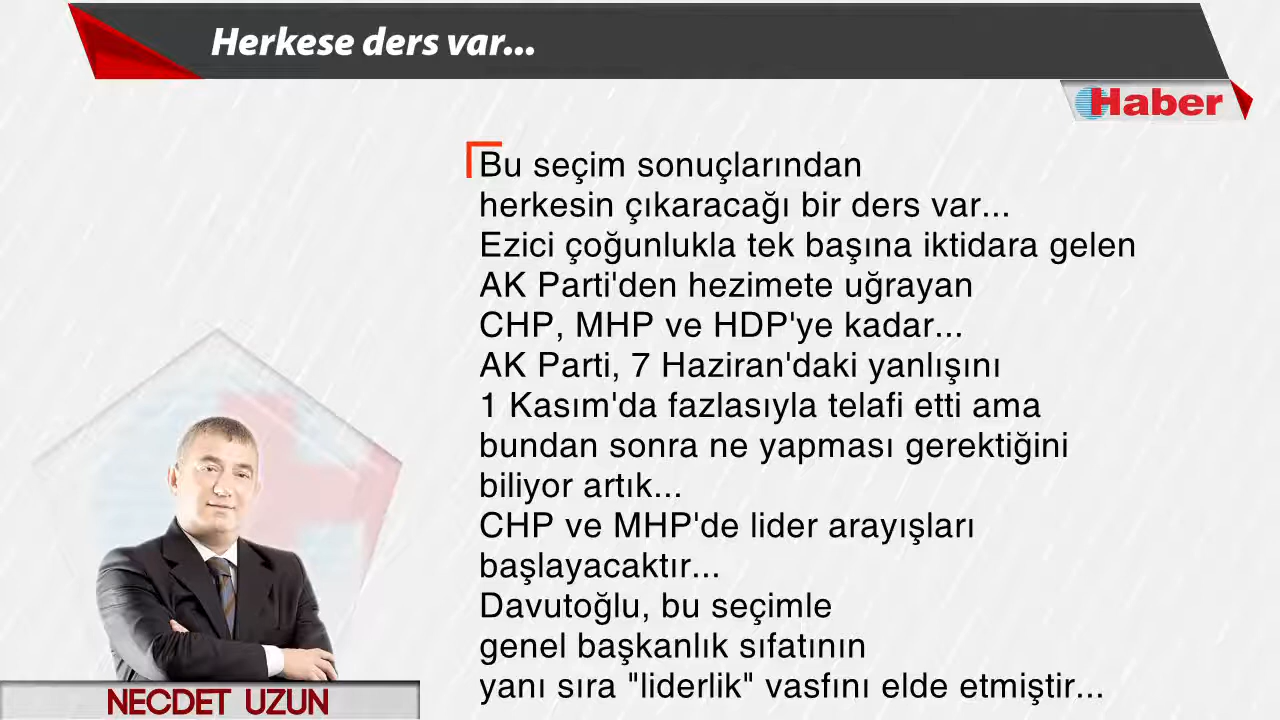 Herkese ders var...
Haber
Bu seçim sonuçlarından
herkesin çıkaracağı bir ders var...
Ezici çoğunlukla tek başına iktidara gelen
AK Parti'den hezimete uğrayan
CHP, MHP ve HDP'ye kadar...
AK Parti, 7 Haziran'daki yanlışını
1 Kasım'da fazlasıyla telafi etti ama
bundan sonra ne yapması gerektiğini
biliyor artık...
CHP ve MHP'de lider arayışları
başlayacaktır...
Davutoğlu, bu seçimle
genel başkanlık sıfatının
yanı sıra "liderlik" vasfını elde etmiştir...
NECDET UZUN